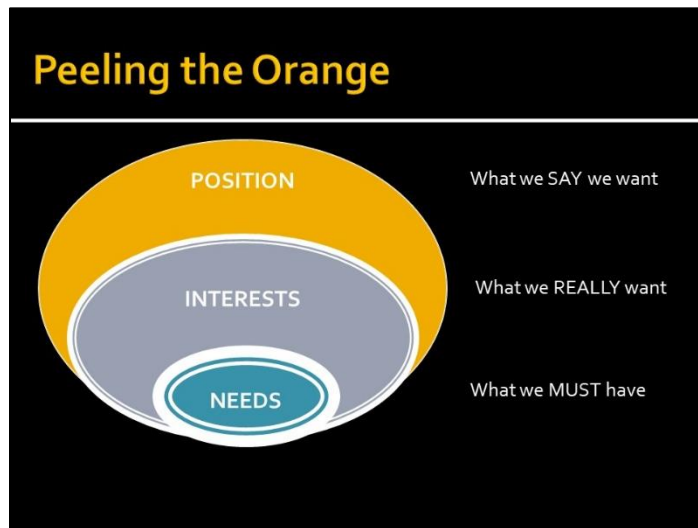 Peeling the Orange
POSITION
What we SAY we want
INTERESTS
What we REALLY want
NEEDS
What we MUST have